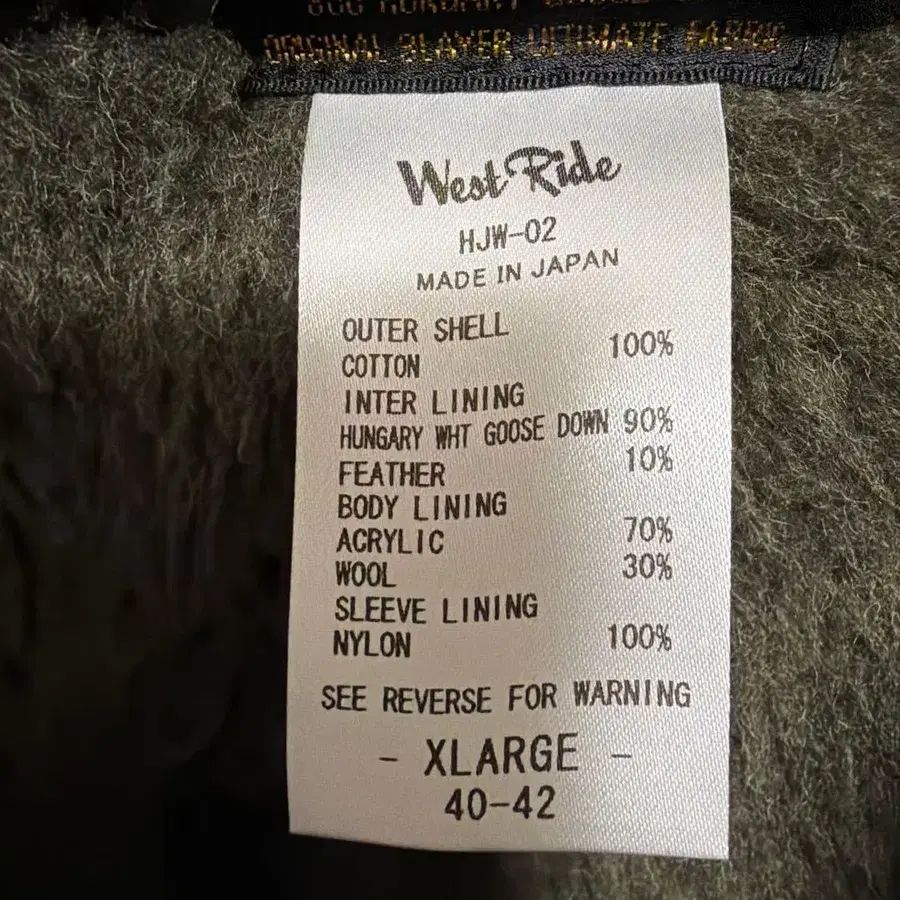 ORIGINAL 3LAYER ULTIMATE FABRIC
West Ride
HJW-02
MADE IN JAPAN
OUTER SHELL
COTTON 100%
INTER LINING
HUNGARY WHT GOOSE DOWN 90%
FEATHER 10%
BODY LINING
ACRYLIC 70%
WOOL 30%
SLEEVE LINING
NYLON 100%
SEE REVERSE FOR WARNING
- XLARGE -
40-42